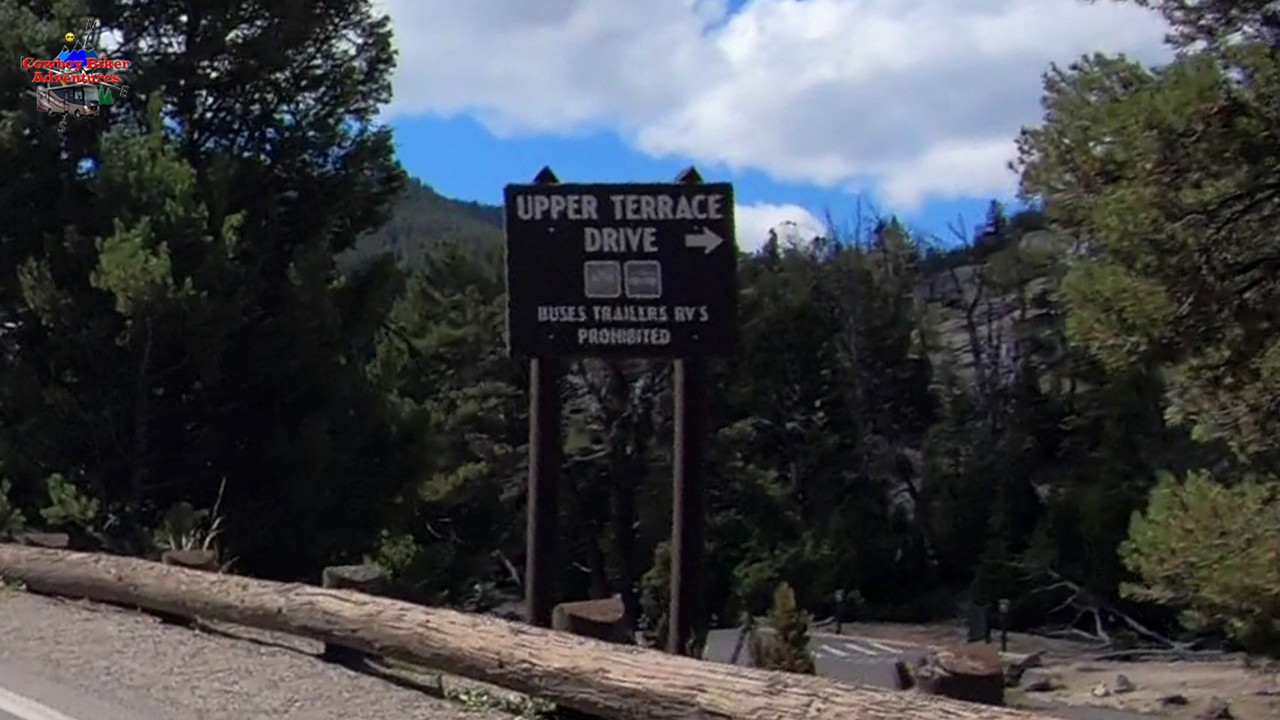 Cowboy Biker
Adventures
UPPER TERRACE
DRIVE
BUSES TRAILERS RV'S
PROHIBITED